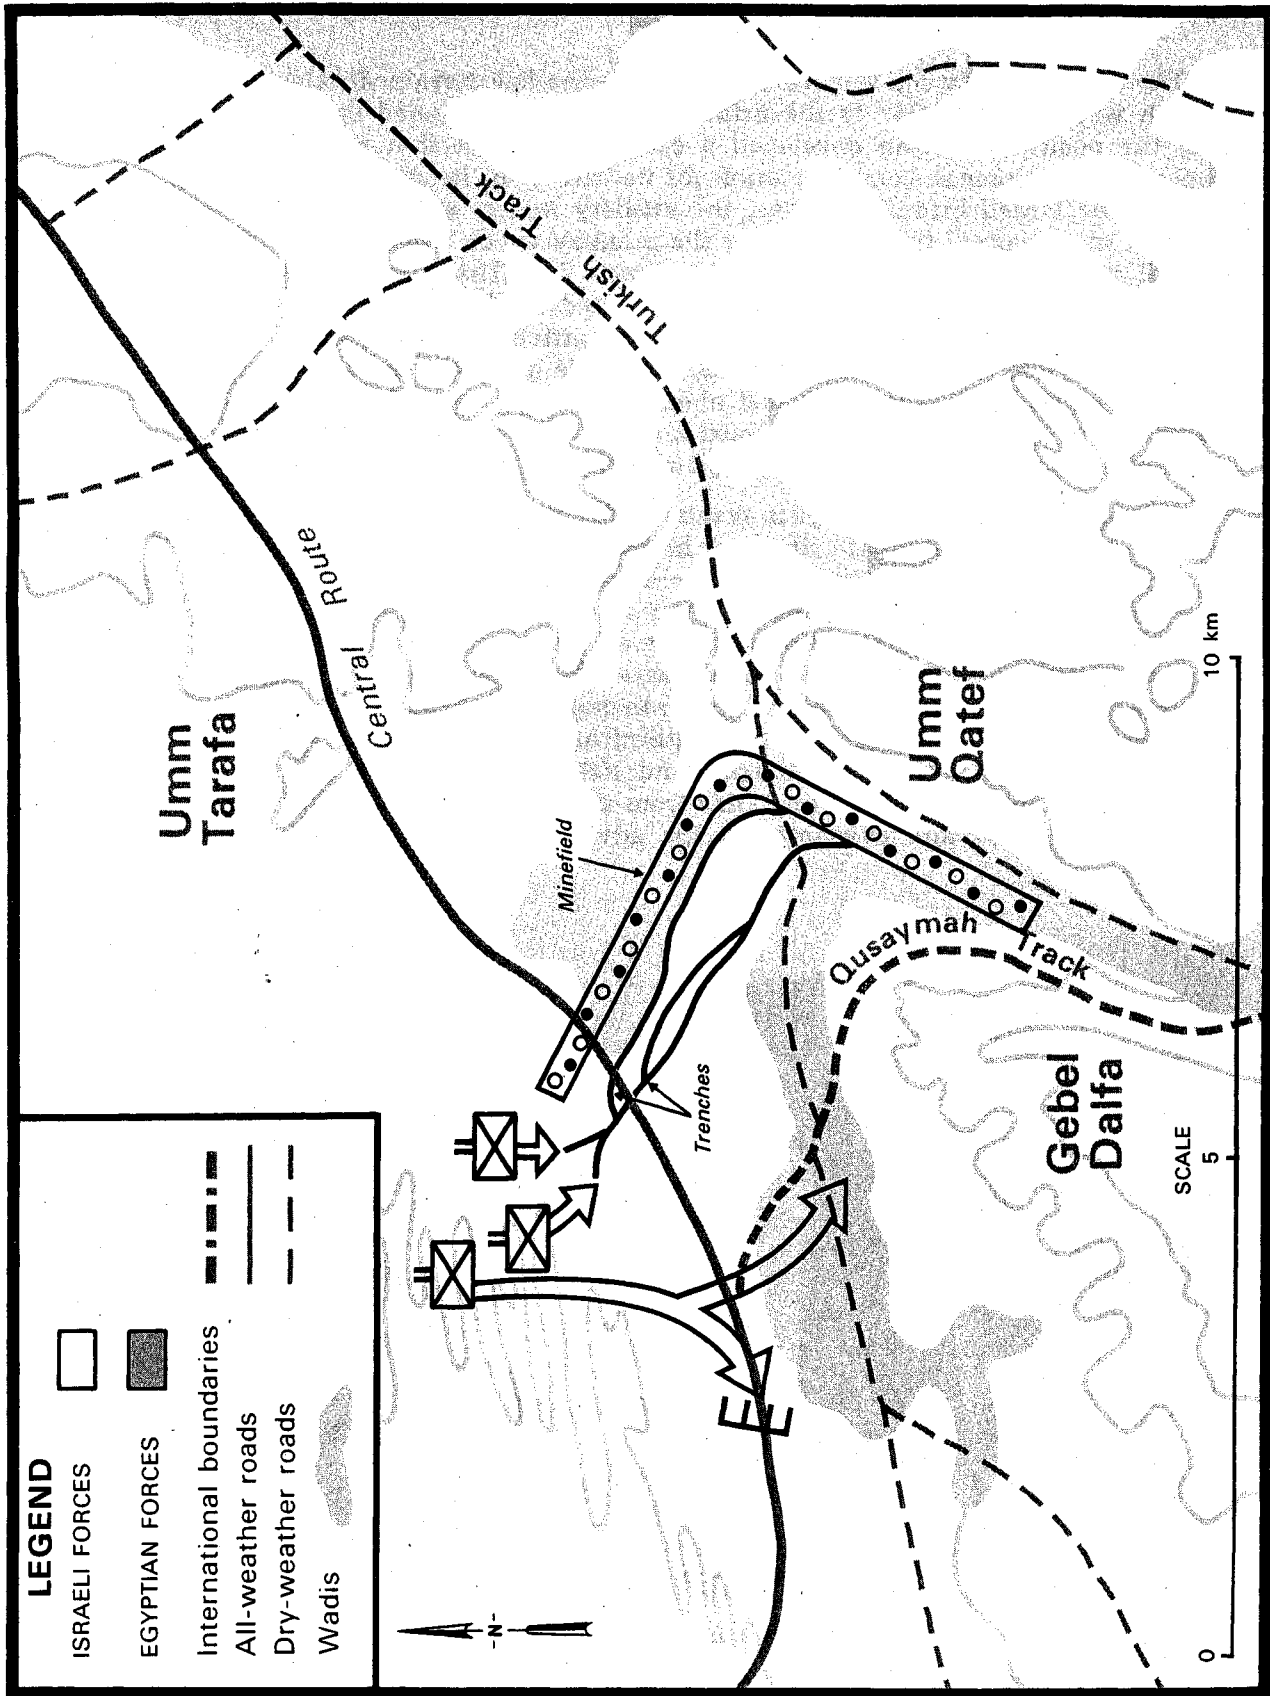 LEGEND
ISRAELI FORCES
EGYPTIAN FORCES
International boundaries
All-weather roads
Dry-weather roads
Wadis
-N-
Umm
Tarafa
Central Route
Turkish Track
Minefield
Trenches
Umm
Qatef
Qusaymah Track
Gebel
Dalfa
SCALE
0 5 10 km